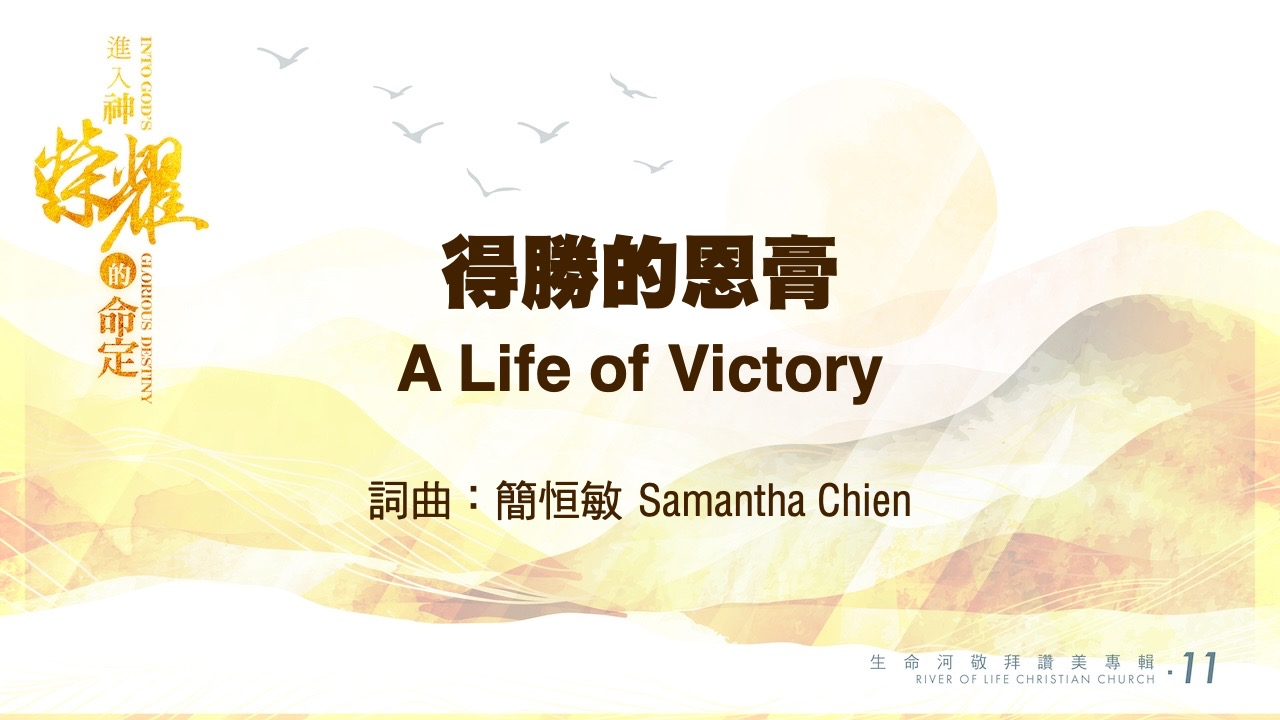 進入神
榮耀
的
命定
INTO GOD'S
GLORIOUS DESTINY
得勝的恩膏
A Life of Victory
詞曲：簡恒敏 Samantha Chien
生命河敬拜讚美專輯 ·11
RIVER OF LIFE CHRISTIAN CHURCH